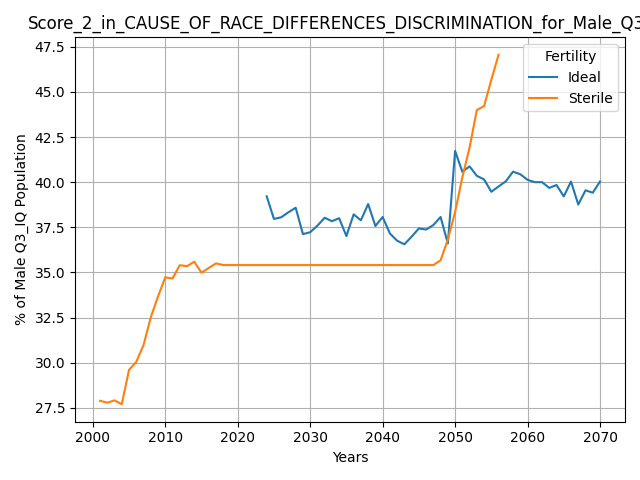 Score_2_in_CAUSE_OF_RACE_DIFFERENCES_DISCRIMINATION_for_Male_Q3
47.5
45.0
42.5
40.0
37.5
35.0
32.5
30.0
27.5
% of Male Q3_IQ Population
Fertility
Ideal
Sterile
2000 2010 2020 2030 2040 2050 2060 2070
Years